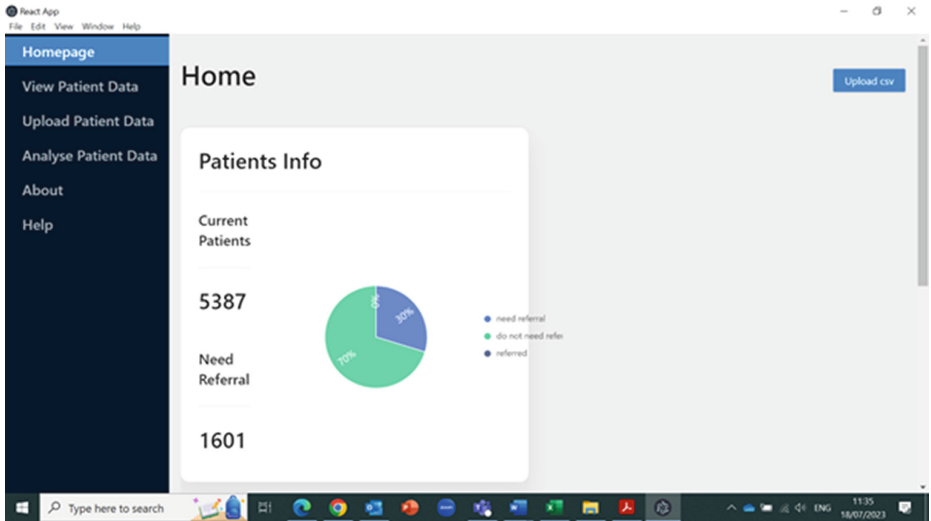 React App
File Edit View Window Help
Homepage
View Patient Data
Upload Patient Data
Analyse Patient Data
About
Help
Home
Upload csv
Patients Info
Current
Patients
5387
Need
Referral
1601
0%
30%
70%
need referral
do not need refer
referred
Type here to search
ENG
11:35
18/07/2023